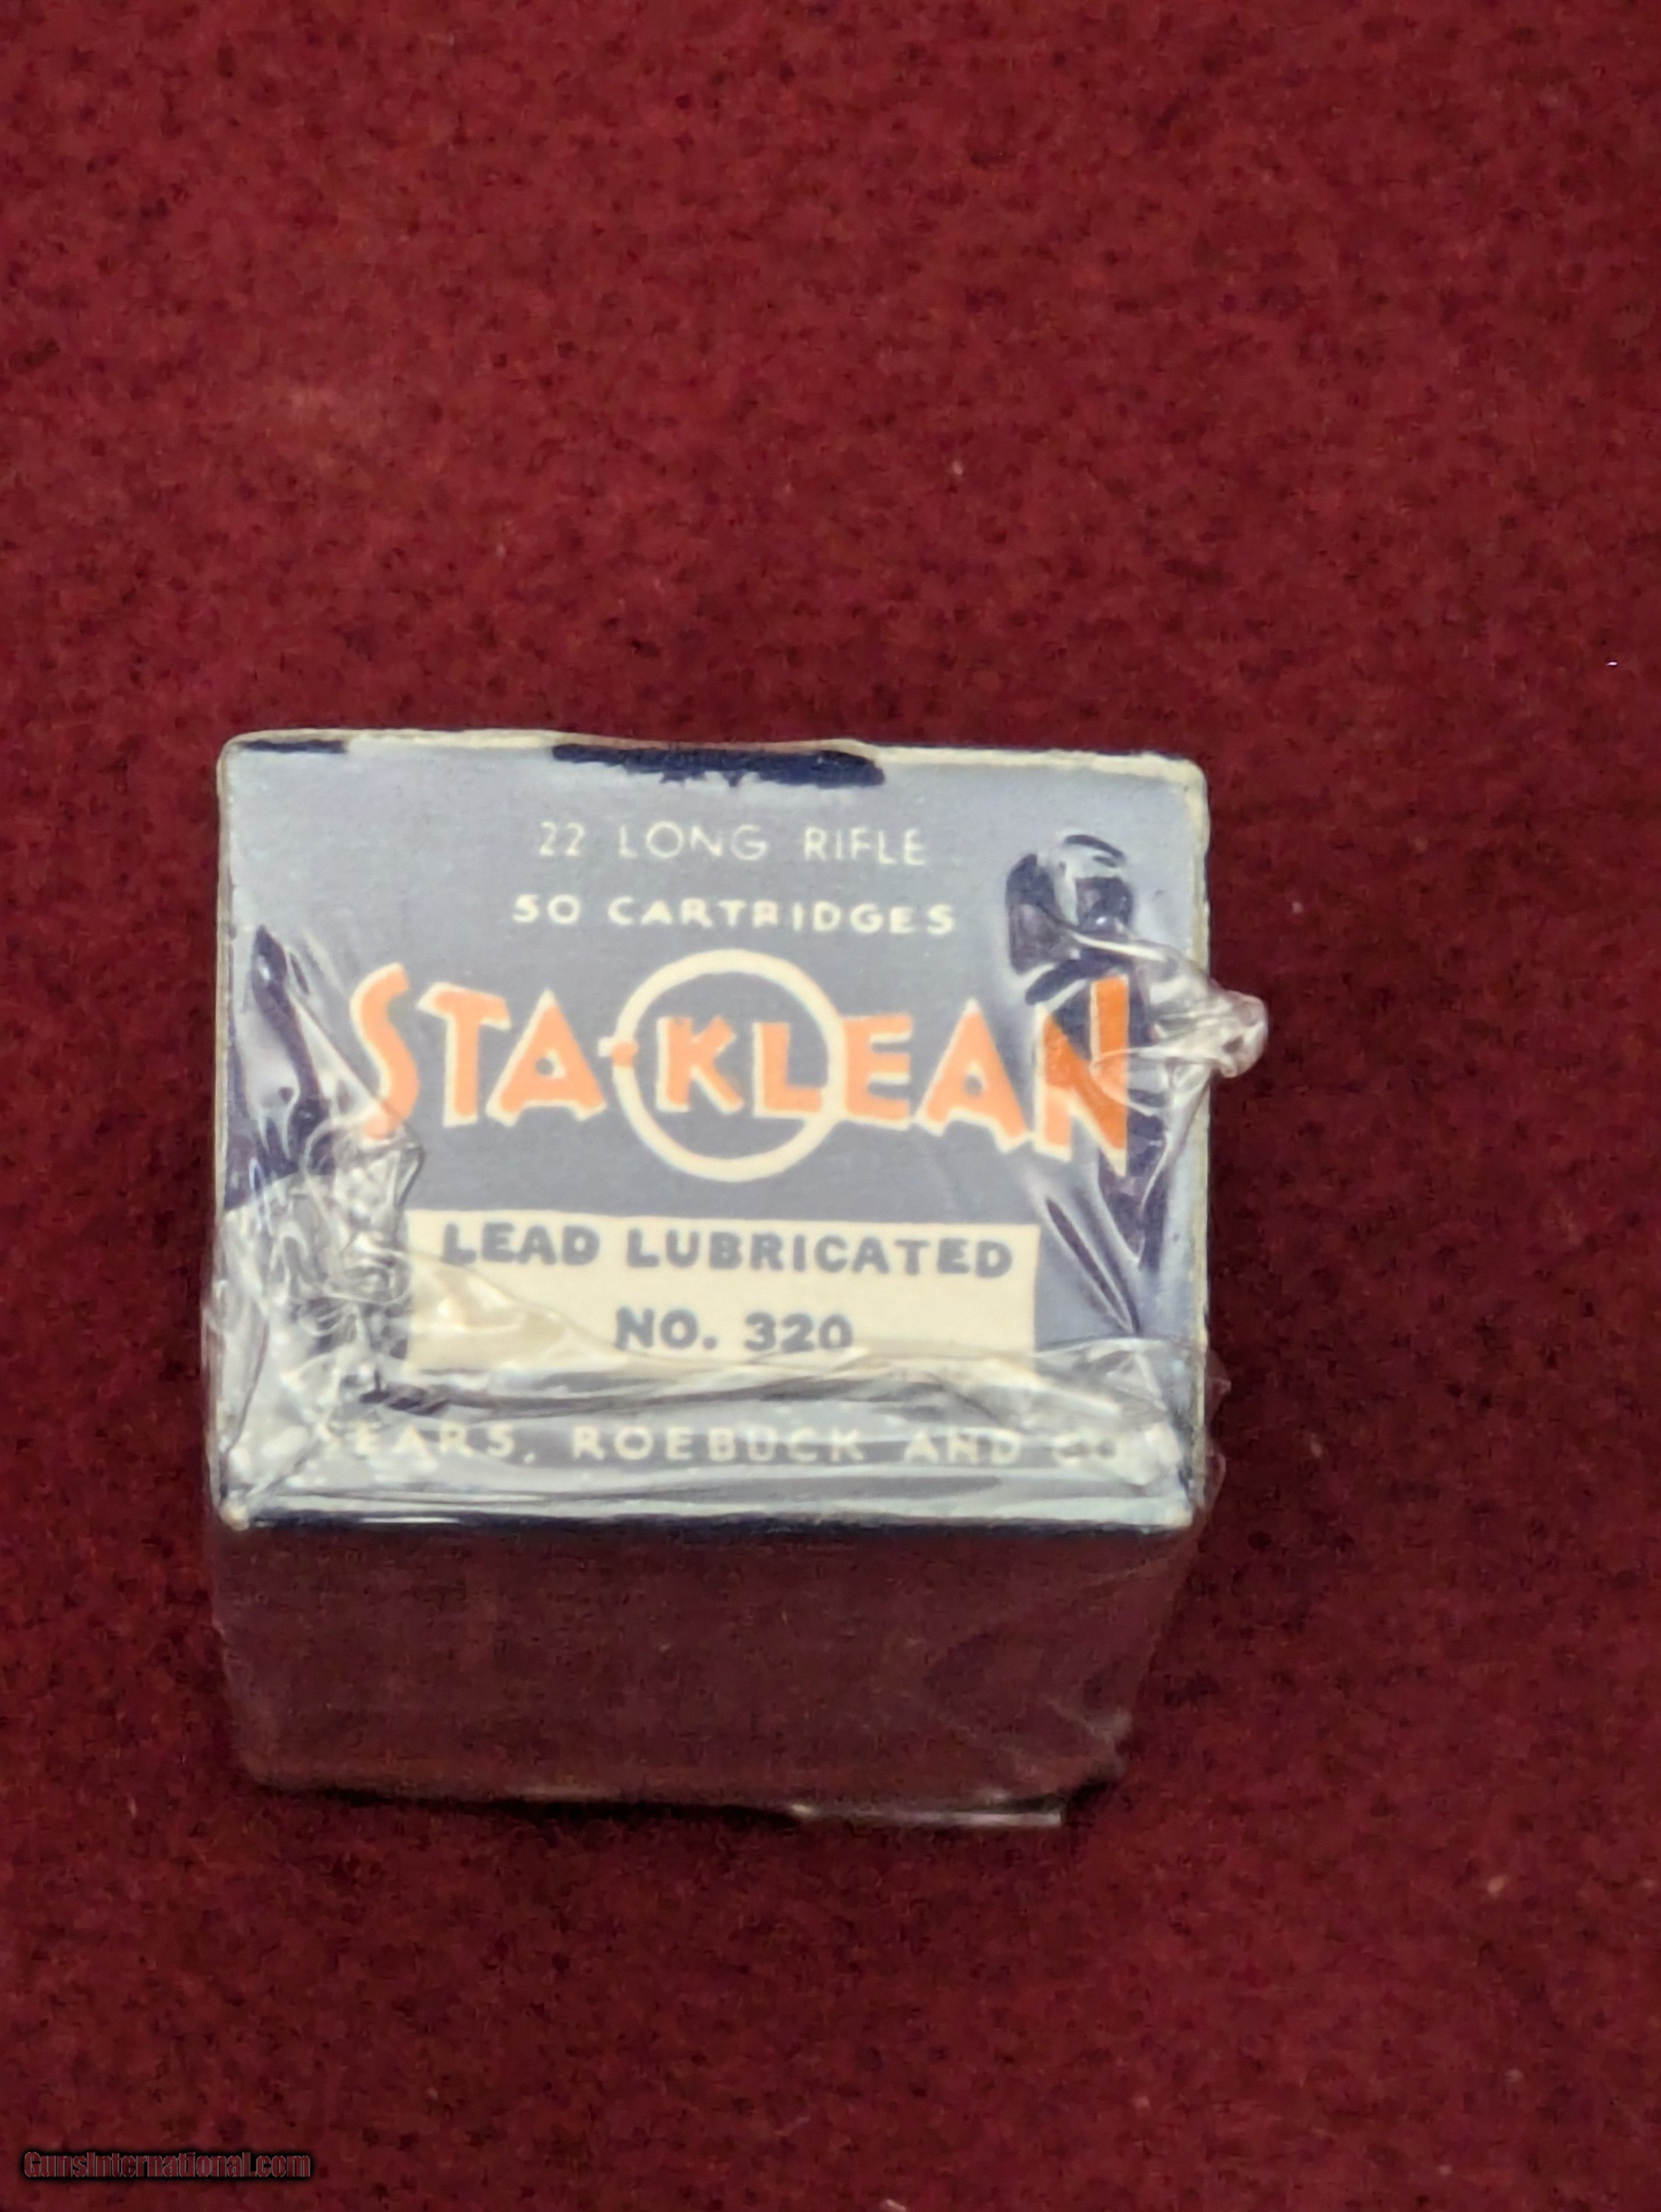 22 LONG RIFLE
50 CARTRIDGES
STA-KLEAN
LEAD LUBRICATED
NO. 320
SEARS, ROEBUCK AND CO
GunsInternational.com